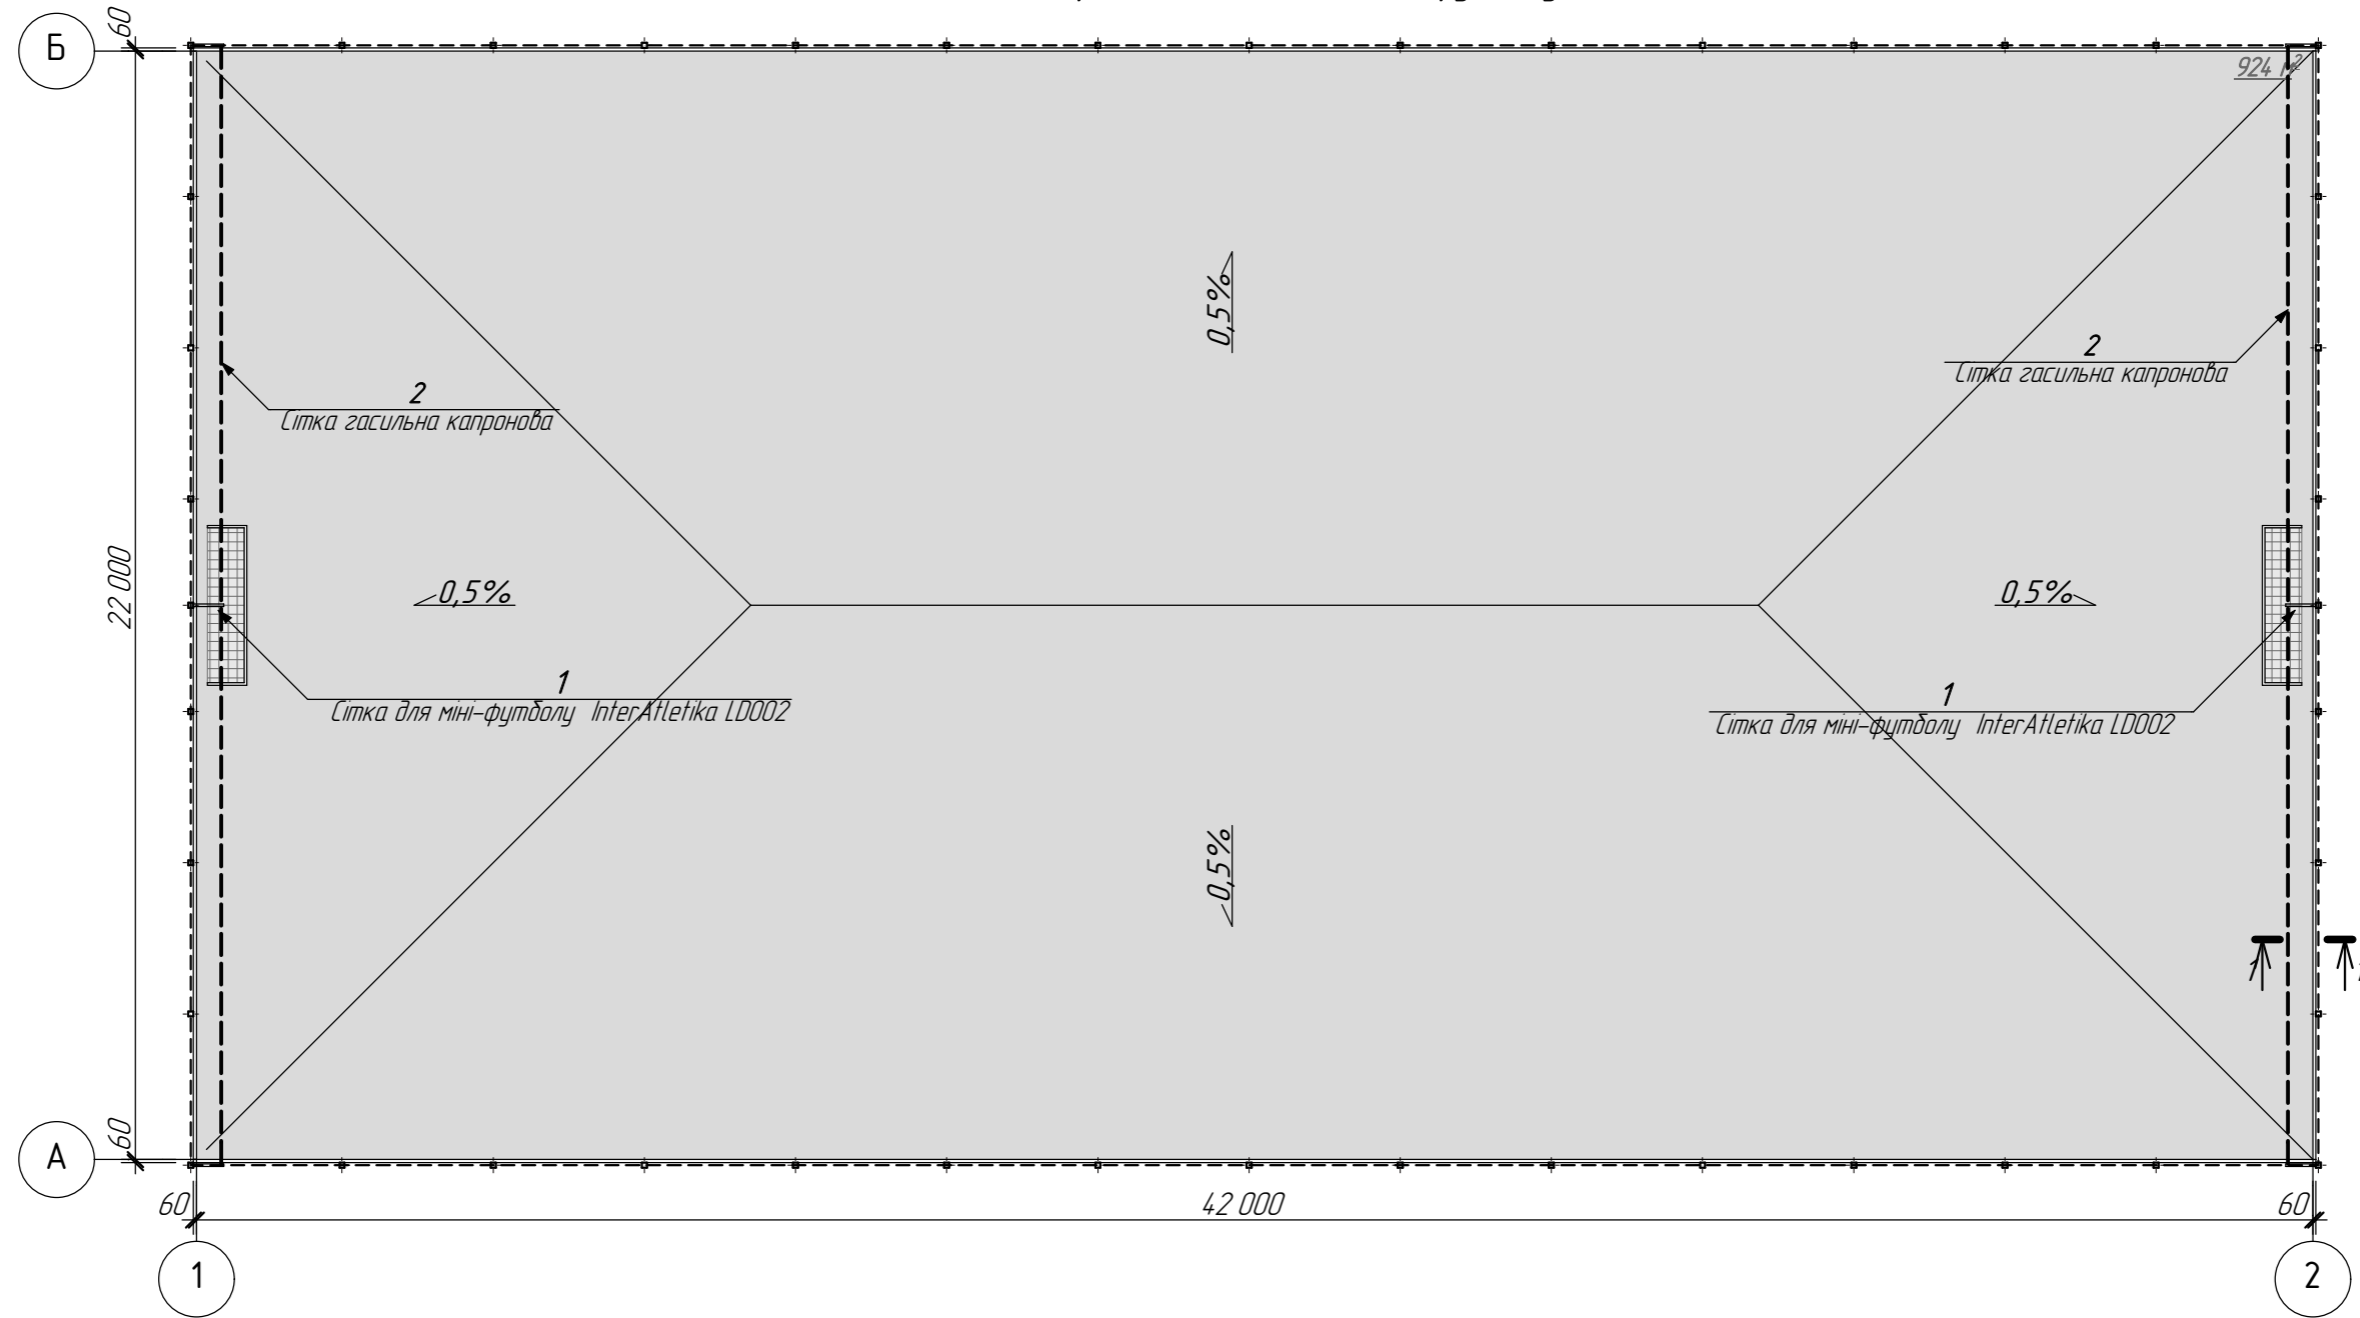 60
Б
924 м²
0,5%
2
Сітка гасильна капронова
2
Сітка гасильна капронова
22 000
0,5%
0,5%
1
Сітка для міні-футболу InterAtletika LD002
1
Сітка для міні-футболу InterAtletika LD002
0,5%
1
60
А
60
42 000
60
1
2